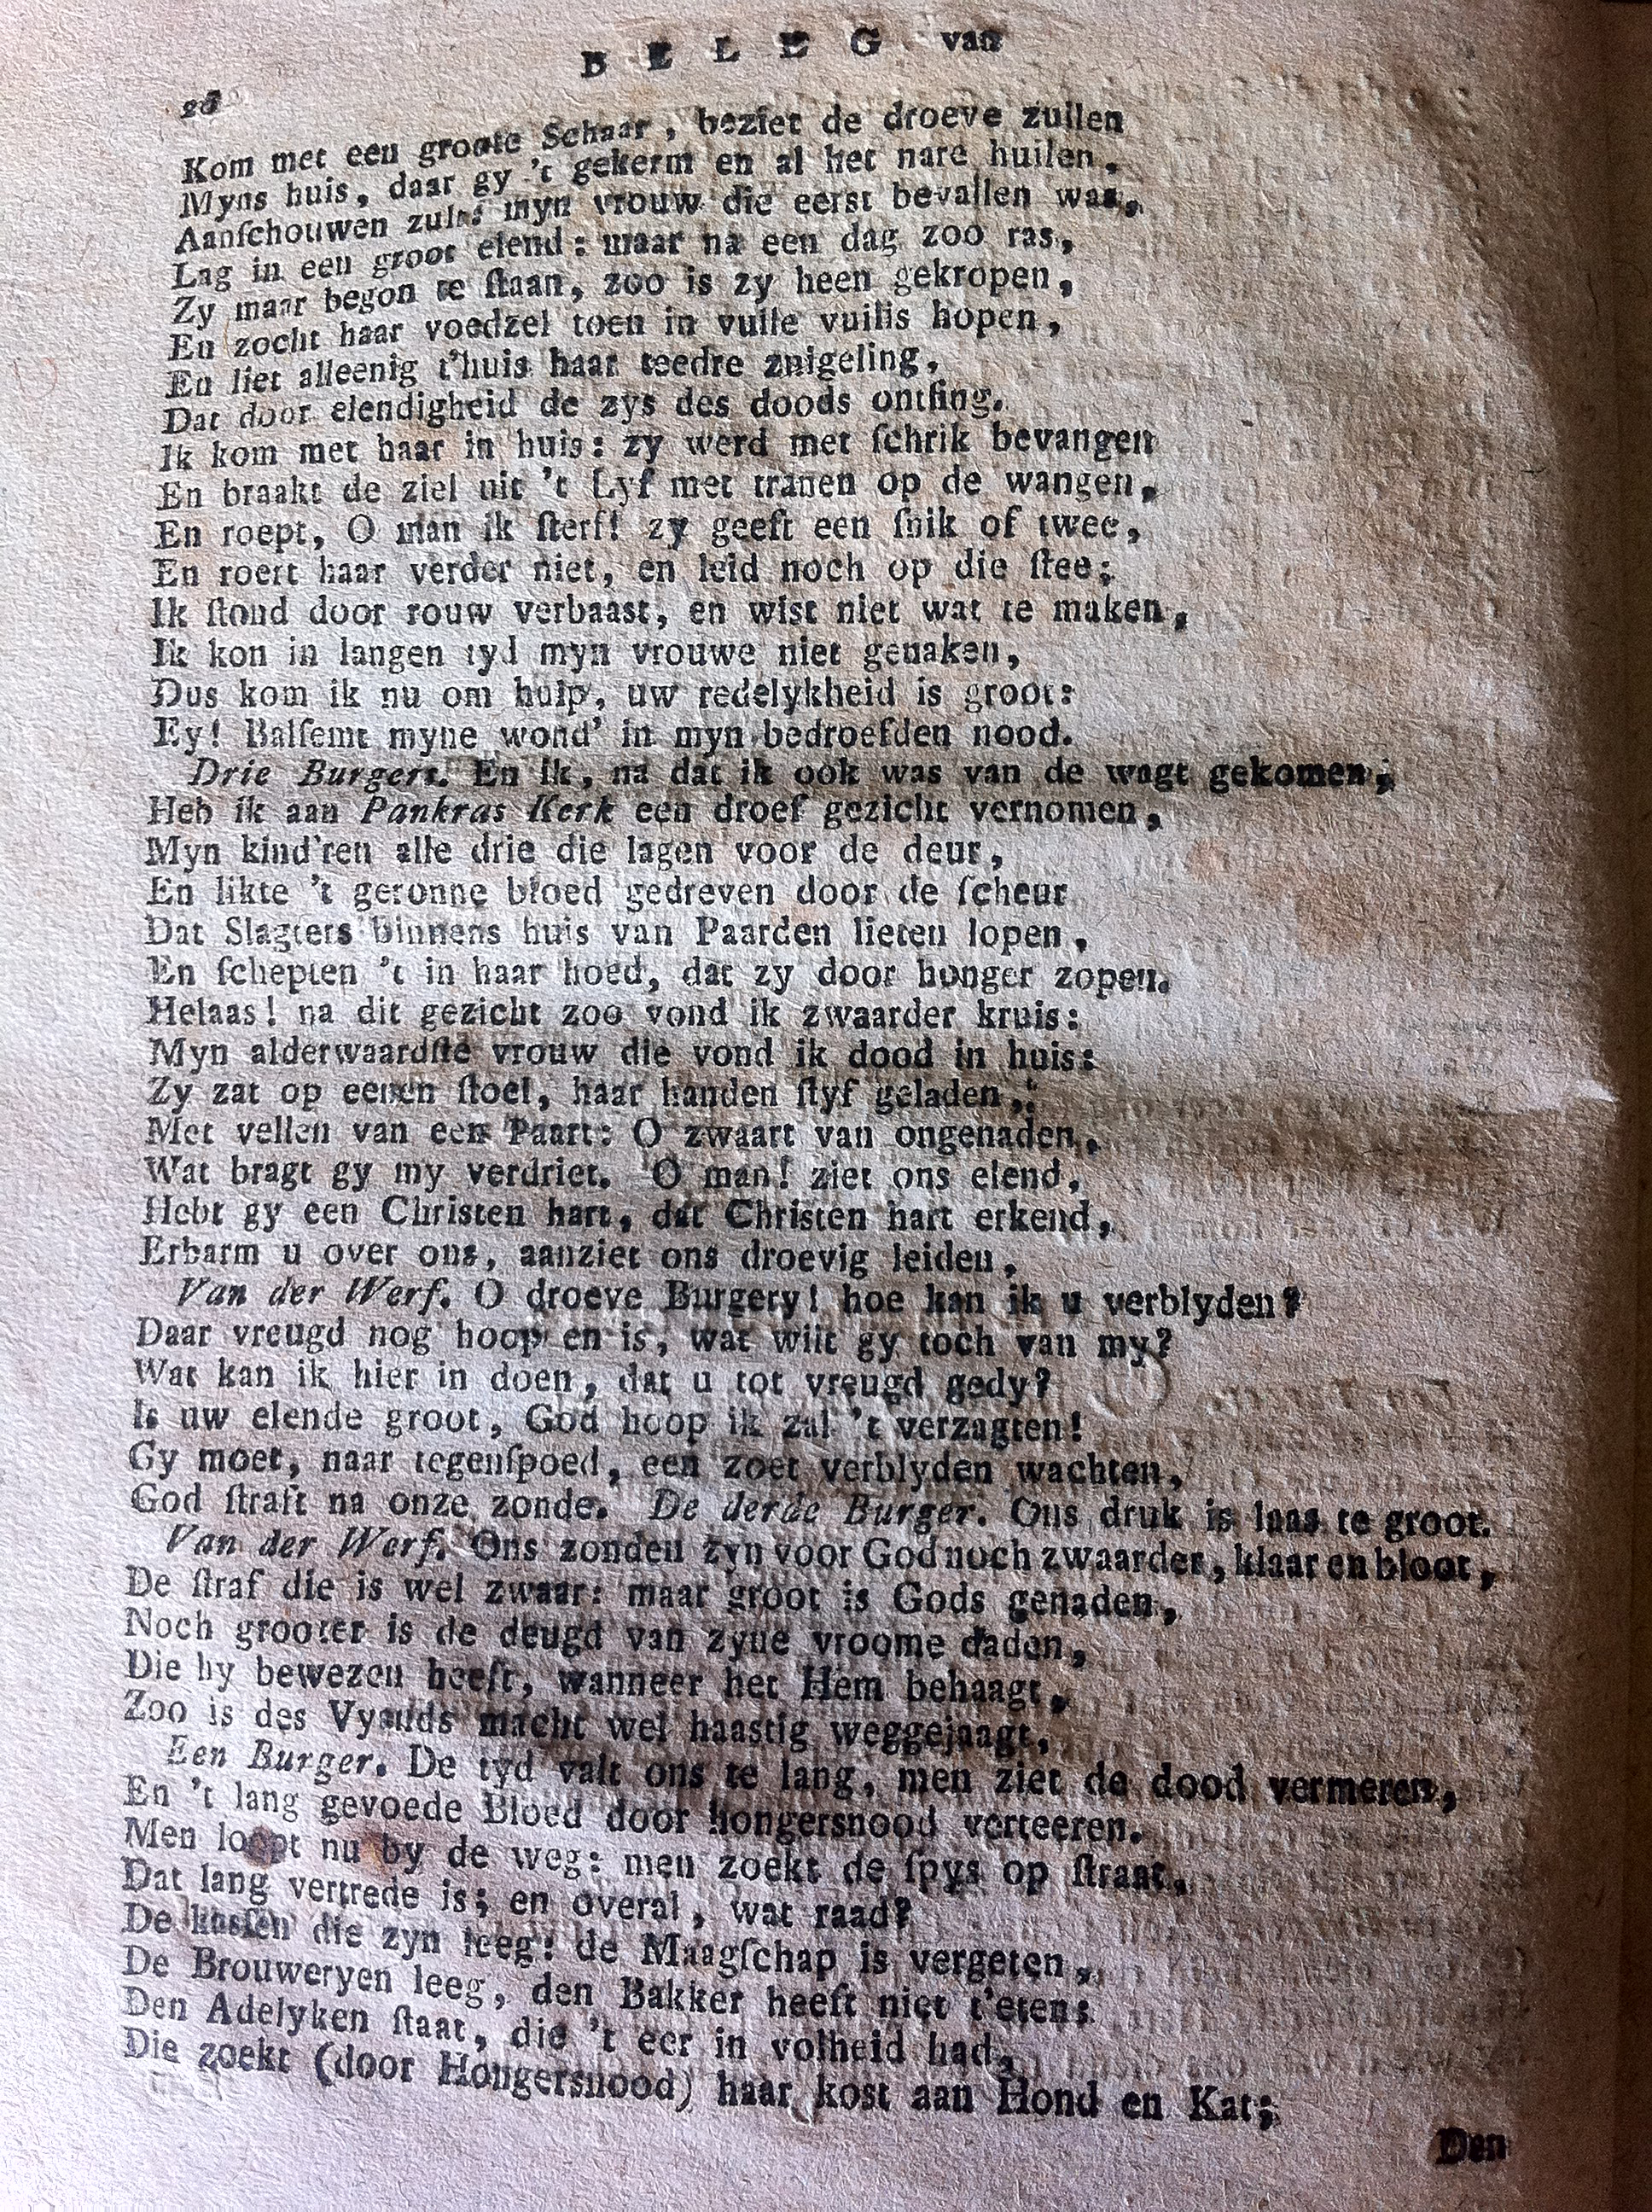 BELEG van
26
Kom met een groote Schaar, beziet de droeve zuilen
Myns huis, daar gy 't gekerm en al het nare huilen,
Aanſchouwen zult: myn vrouw die eerst bevallen was,
Lag in een groot elend: maar na een dag zoo ras,
Zy maar begon te ſtaan, zoo is zy heen gekropen,
En zocht haar voedzel toen in vuile vuilis hopen,
En liet alleenig t'huis haar teedre zuigeling,
Dat door elendigheid de zys des doods ontfing.
Ik kom met haar in huis: zy werd met ſchrik bevangen
En braakt de ziel uit 't Lyf met tranen op de wangen,
En roept, O man ik ſterf! zy geeft een ſnik of twee,
En roert haar verder niet, en leid noch op die ſtee;
Ik ſtond door rouw verbaast, en wist niet wat te maken,
Ik kon in langen tyd myn vrouwe niet genaken,
Dus kom ik nu om hulp, uw redelykheid is groot:
Ey! Balſemt myne wond' in myn bedroefden nood.
Drie Burgers. En ik, na dat ik ook was van de wagt gekomen,
Heb ik aan Pankras Kerk een droef gezicht vernomen,
Myn kind'ren alle drie die lagen voor de deur,
En likte 't geronne bloed gedreven door de ſcheur
Dat Slagters binnens huis van Paarden lieten lopen,
En ſchepten 't in haar hoed, dat zy door honger zopen.
Helaas! na dit gezicht zoo vond ik zwaarder kruis:
Myn alderwaardſte vrouw die vond ik dood in huis:
Zy zat op eenen ſtoel, haar handen ſtyf geladen,
Met vellen van een Paart: O zwaart van ongenaden,
Wat bragt gy my verdriet. O man! ziet ons elend,
Hebt gy een Christen hart, dat Christen hart erkend,
Erbarm u over ons, aanziet ons droevig leiden,
Van der Werf. O droeve Burgery! hoe kan ik u verblyden?
Daar vreugd nog hoop en is, wat wilt gy toch van my?
Wat kan ik hier in doen, dat u tot vreugd gedy?
Is uw elende groot, God hoop ik zal 't verzagten!
Gy moet, naar tegenſpoed, een zoet verblyden wachten,
God ſtraft na onze zonde. De derde Burger. Ons druk is laas te groot.
Van der Werf. Ons zonden zyn voor God noch zwaarder, klaar en bloot,
De ſtraf die is wel zwaar: maar groot is Gods genaden,
Noch grooter is de deugd van zyne vroome daden,
Die hy bewezen heeft, wanneer het Hem behaagt,
Zoo is des Vyands macht wel haastig weggejaagt,
Een Burger. De tyd valt ons te lang, men ziet de dood vermeren,
En 't lang gevoede Bloed door hongersnood verteeren.
Men loopt nu by de weg: men zoekt de ſpys op ſtraat,
Dat lang vertrede is; en overal, wat raad?
De kasſen die zyn leeg: de Maagſchap is vergeten,
De Brouweryen leeg, den Bakker heeft niet t'eten:
Den Adelyken ſtaat, die 't eer in volheid had,
Die zoekt (door Hongersnood) haar kost aan Hond en Kat;
Den